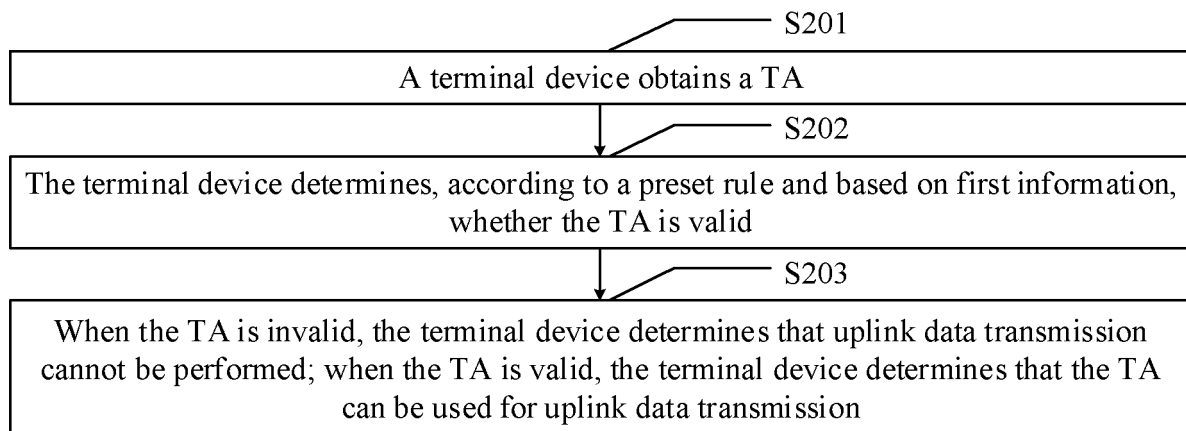 S201
A terminal device obtains a TA
S202
The terminal device determines, according to a preset rule and based on first information,
whether the TA is valid
S203
When the TA is invalid, the terminal device determines that uplink data transmission
cannot be performed; when the TA is valid, the terminal device determines that the TA
can be used for uplink data transmission